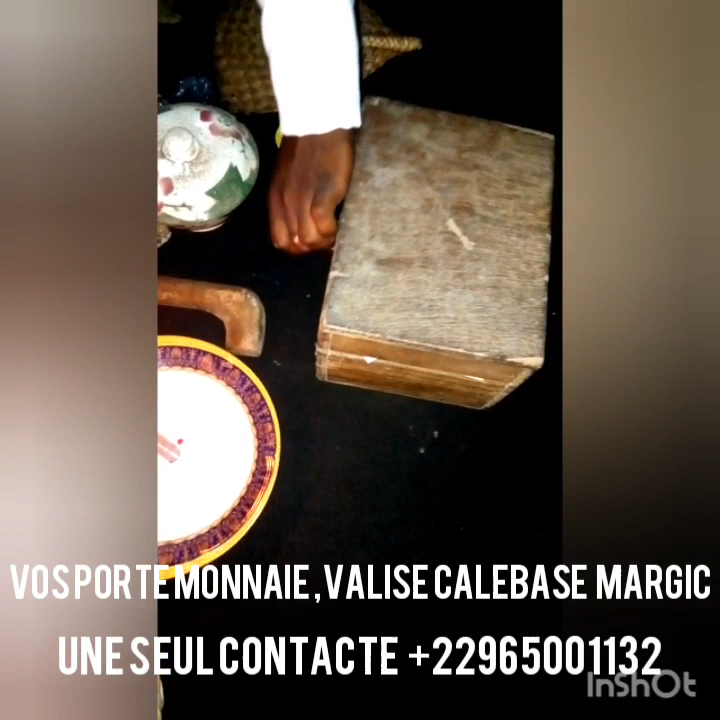 VOS PORTE MONNAIE , VALISE CALEBASE MARGIC
UNE SEUL CONTACTE +22965001132
InShOt